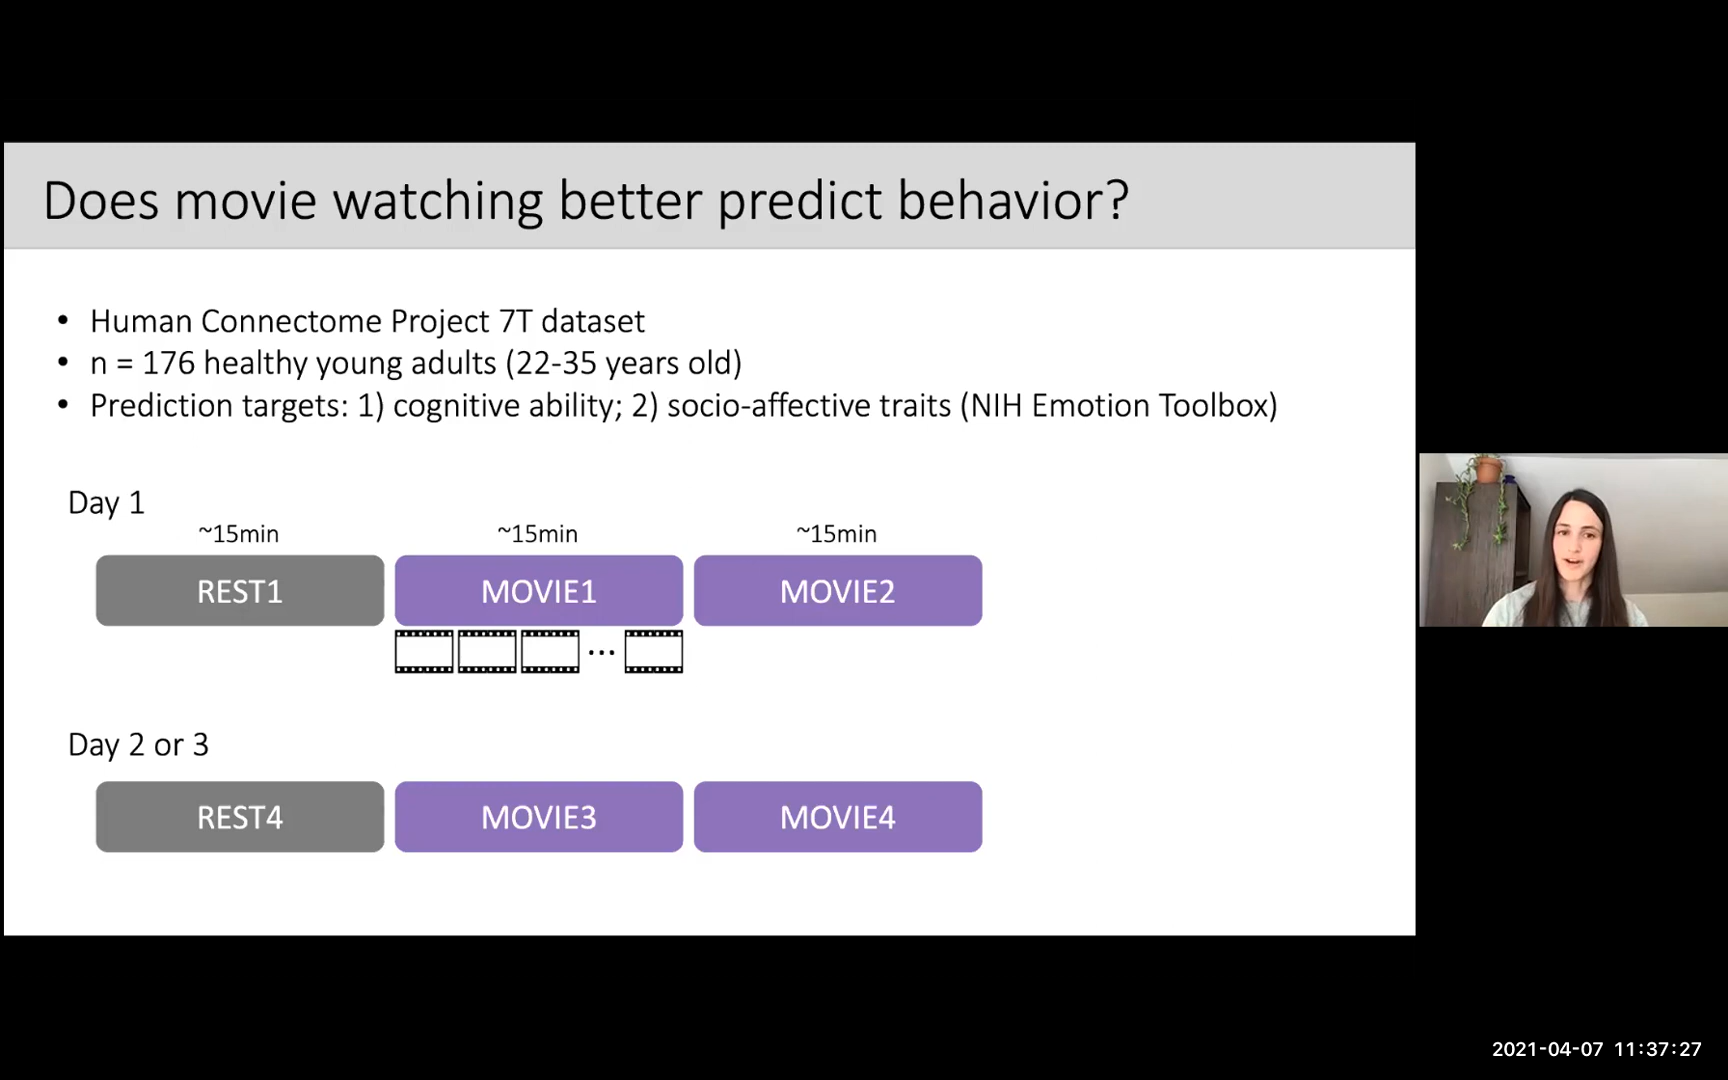 Does movie watching better predict behavior?
• Human Connectome Project 7T dataset
• n = 176 healthy young adults (22-35 years old)
• Prediction targets: 1) cognitive ability; 2) socio-affective traits (NIH Emotion Toolbox)
Day 1
~15min ~15min ~15min
REST1 MOVIE1 MOVIE2
...
Day 2 or 3
REST4 MOVIE3 MOVIE4
2021-04-07 11:37:27